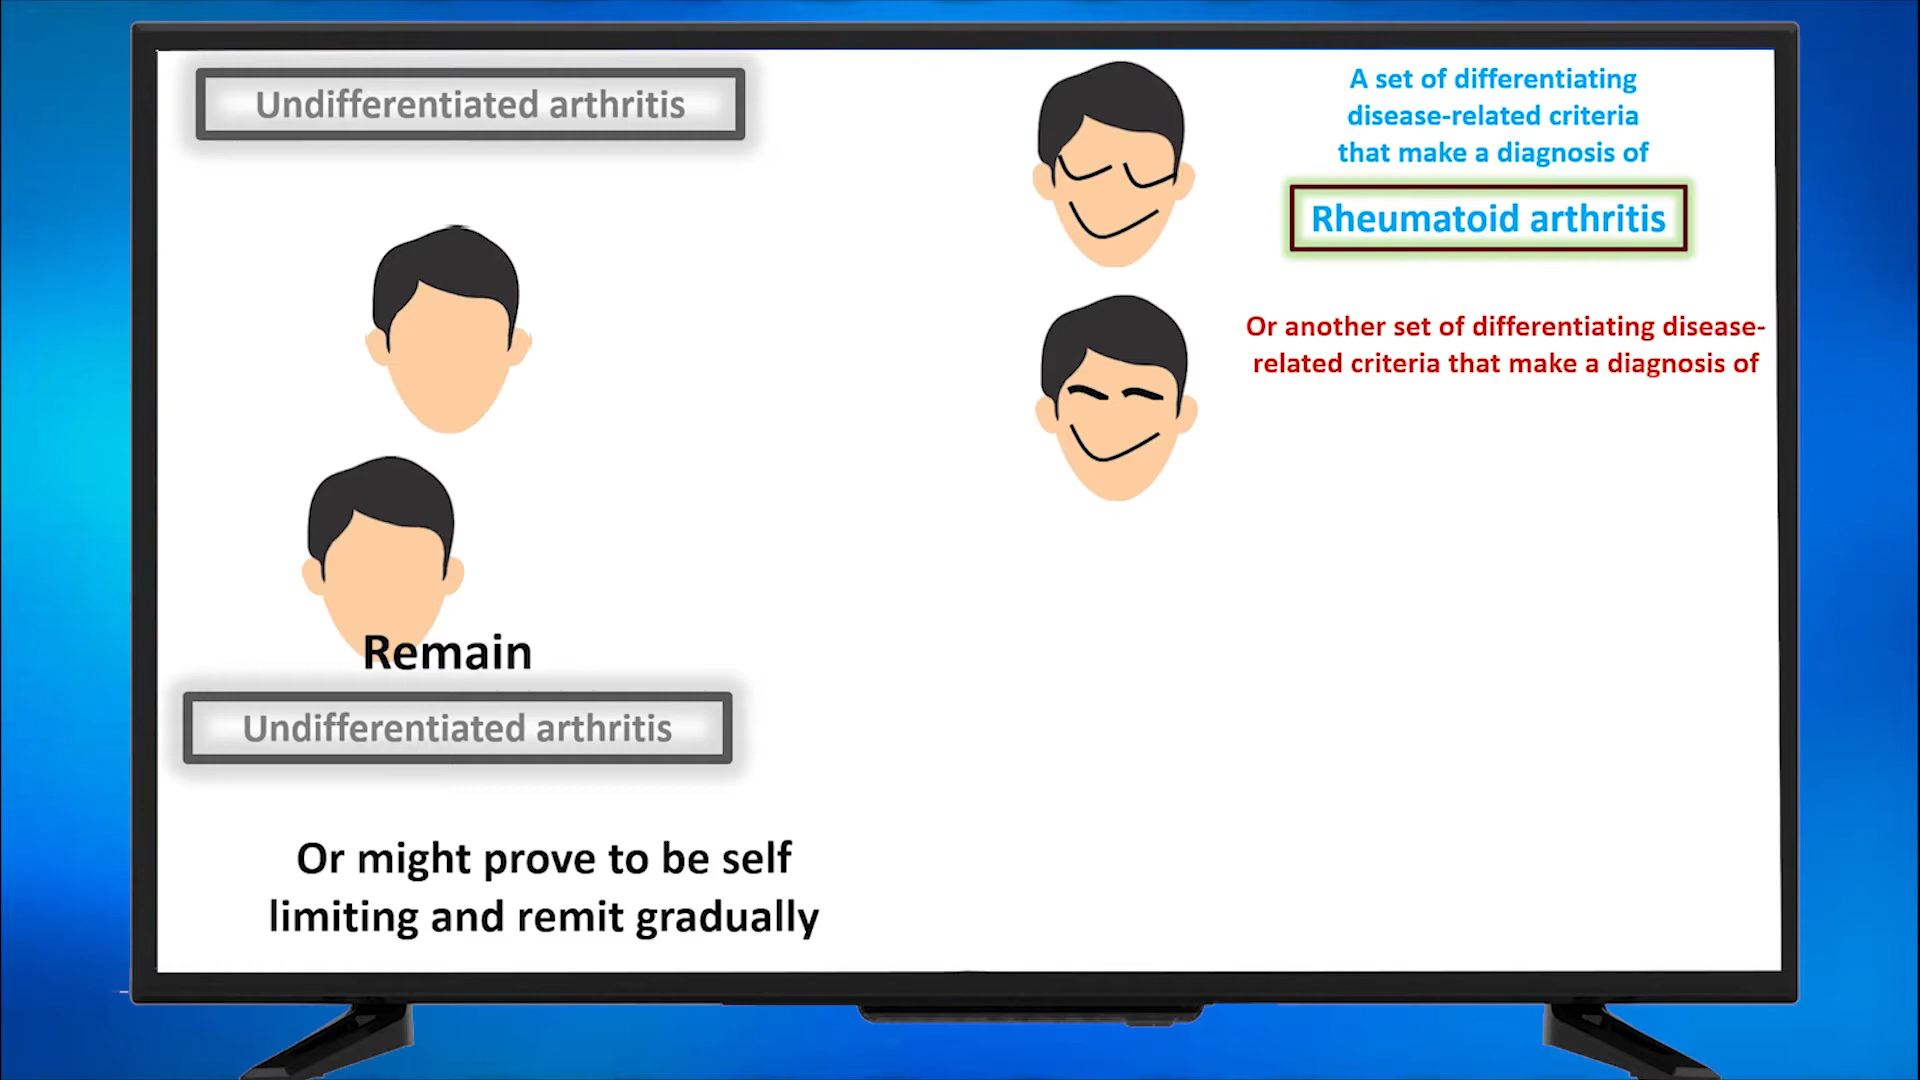 Undifferentiated arthritis
A set of differentiating
disease-related criteria
that make a diagnosis of
Rheumatoid arthritis
Or another set of differentiating disease-
related criteria that make a diagnosis of
Remain
Undifferentiated arthritis
Or might prove to be self
limiting and remit gradually